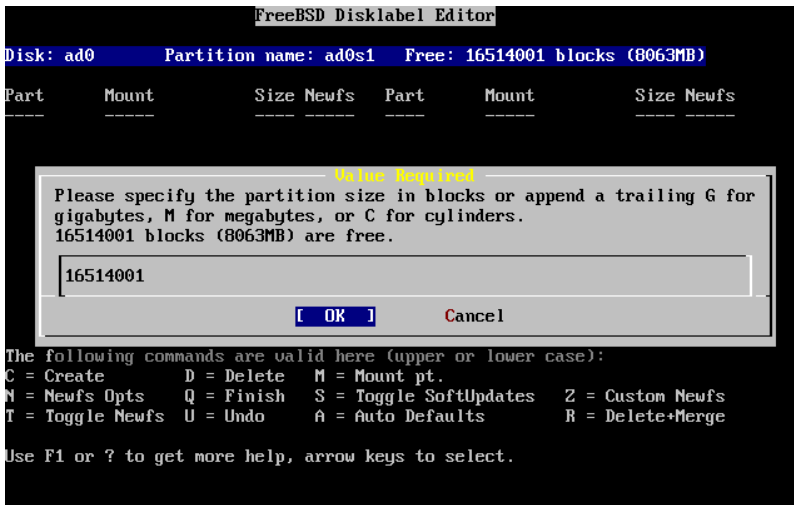 FreeBSD Disklabel Editor
Disk: ad0 Partition name: ad0s1 Free: 16514001 blocks (8063MB)
Part Mount Size Newfs Part Mount Size Newfs
---- ----- ---- ----- ---- ----- ---- -----
Value Required
Please specify the partition size in blocks or append a trailing G for
gigabytes, M for megabytes, or C for cylinders.
16514001 blocks (8063MB) are free.
16514001
[ OK ] Cancel
The following commands are valid here (upper or lower case):
C = Create D = Delete M = Mount pt.
N = Newfs Opts Q = Finish S = Toggle SoftUpdates Z = Custom Newfs
T = Toggle Newfs U = Undo A = Auto Defaults R = Delete+Merge
Use F1 or ? to get more help, arrow keys to select.